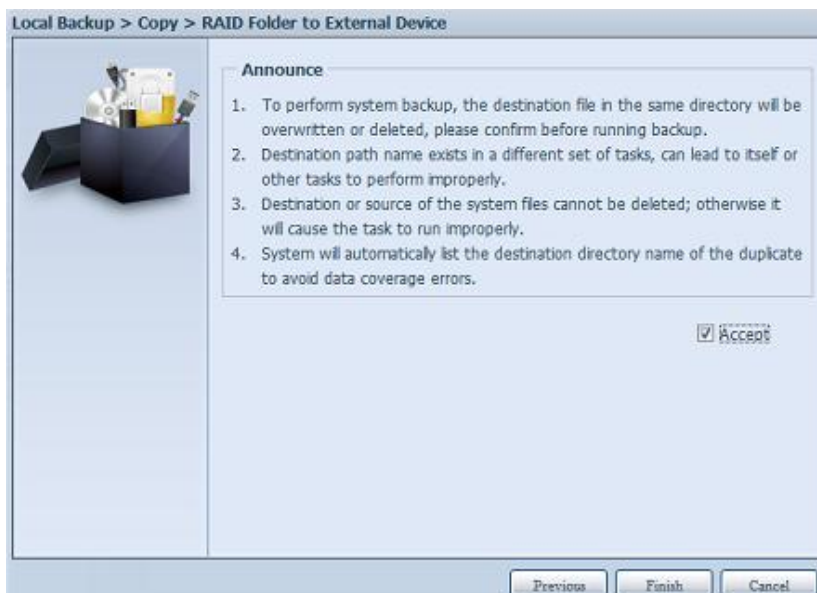 Local Backup > Copy > RAID Folder to External Device
Announce
1. To perform system backup, the destination file in the same directory will be
overwritten or deleted, please confirm before running backup.
2. Destination path name exists in a different set of tasks, can lead to itself or
other tasks to perform improperly.
3. Destination or source of the system files cannot be deleted; otherwise it
will cause the task to run improperly.
4. System will automatically list the destination directory name of the duplicate
to avoid data coverage errors.
Accept
Previous
Finish
Cancel